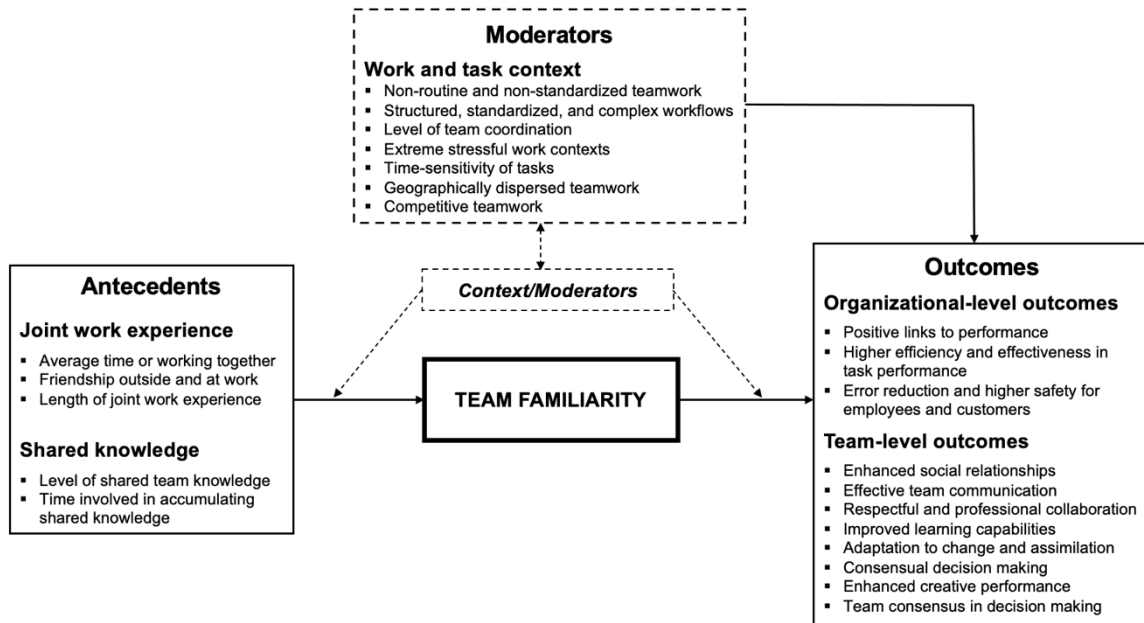 Moderators
Work and task context
▪ Non-routine and non-standardized teamwork
▪ Structured, standardized, and complex workflows
▪ Level of team coordination
▪ Extreme stressful work contexts
▪ Time-sensitivity of tasks
▪ Geographically dispersed teamwork
▪ Competitive teamwork
Antecedents
Joint work experience
▪ Average time or working together
▪ Friendship outside and at work
▪ Length of joint work experience
Shared knowledge
▪ Level of shared team knowledge
▪ Time involved in accumulating
shared knowledge
Context/Moderators
TEAM FAMILIARITY
Outcomes
Organizational-level outcomes
▪ Positive links to performance
▪ Higher efficiency and effectiveness in
task performance
▪ Error reduction and higher safety for
employees and customers
Team-level outcomes
▪ Enhanced social relationships
▪ Effective team communication
▪ Respectful and professional collaboration
▪ Improved learning capabilities
▪ Adaptation to change and assimilation
▪ Consensual decision making
▪ Enhanced creative performance
▪ Team consensus in decision making